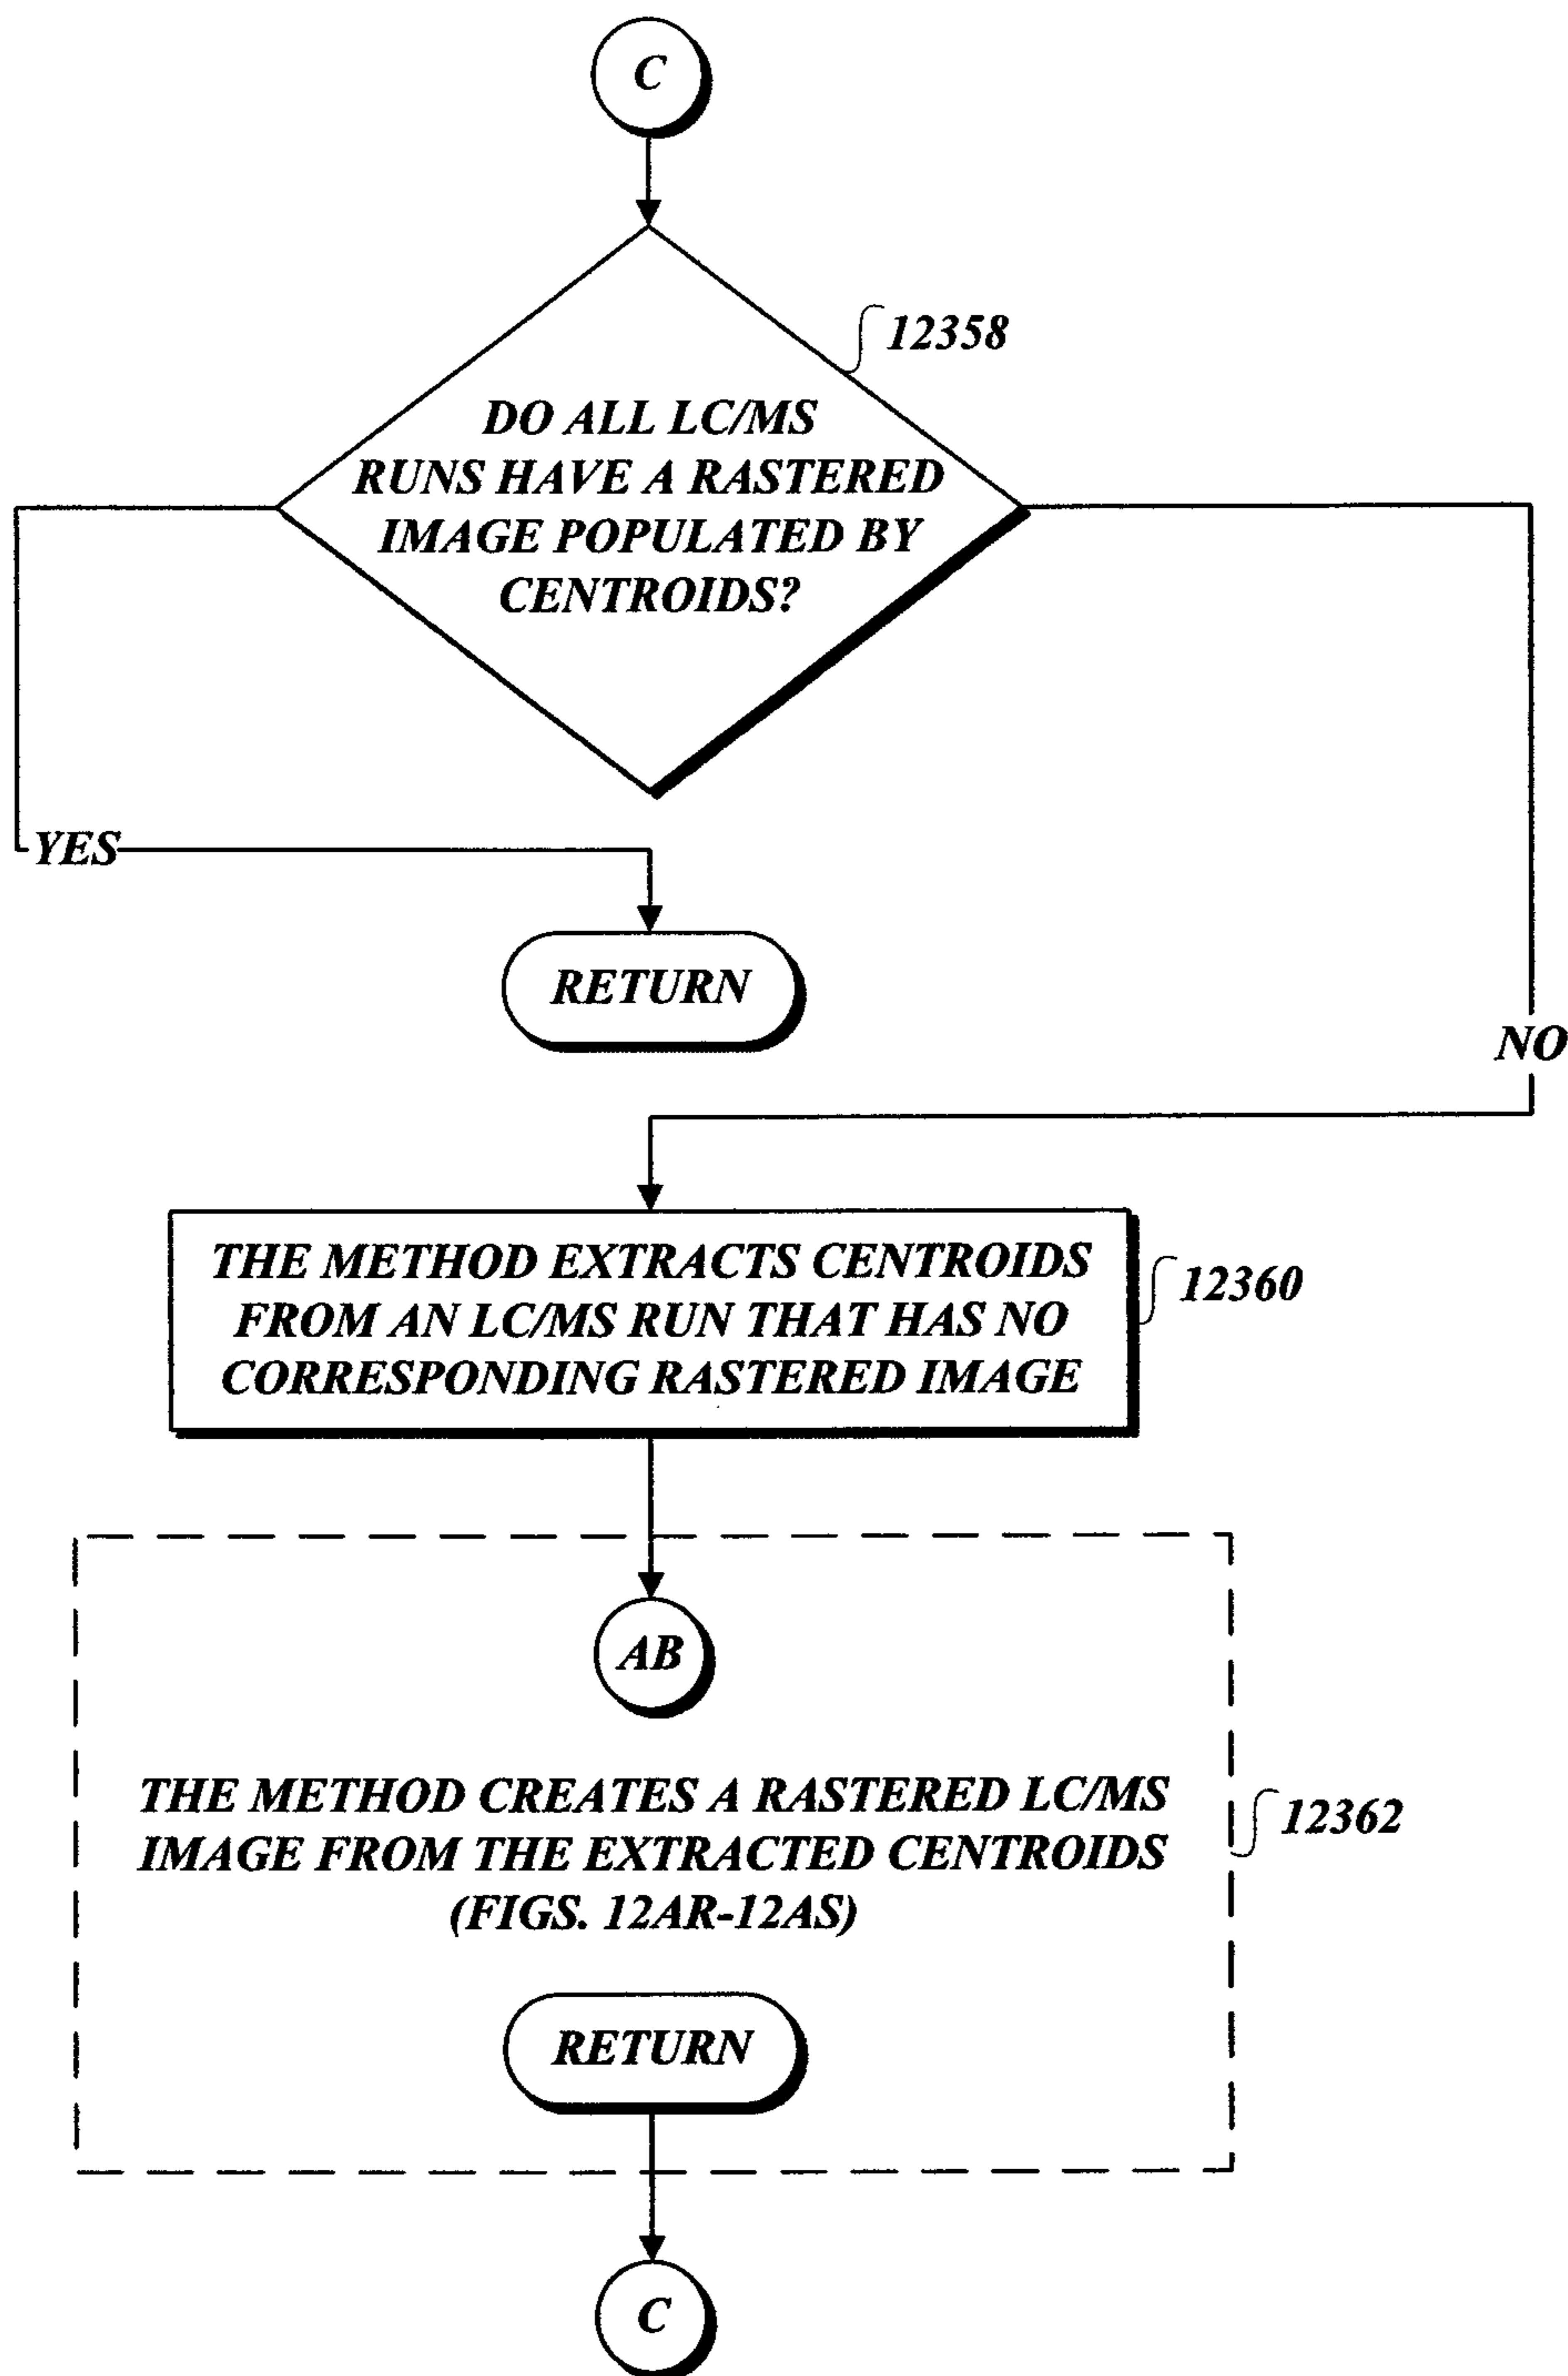 C
12358
DO ALL LC/MS
RUNS HAVE A RASTERED
IMAGE POPULATED BY
CENTROIDS?
YES
RETURN
NO
THE METHOD EXTRACTS CENTROIDS
FROM AN LC/MS RUN THAT HAS NO
CORRESPONDING RASTERED IMAGE
12360
AB
THE METHOD CREATES A RASTERED LC/MS
IMAGE FROM THE EXTRACTED CENTROIDS
(FIGS. 12AR-12AS)
12362
RETURN
C